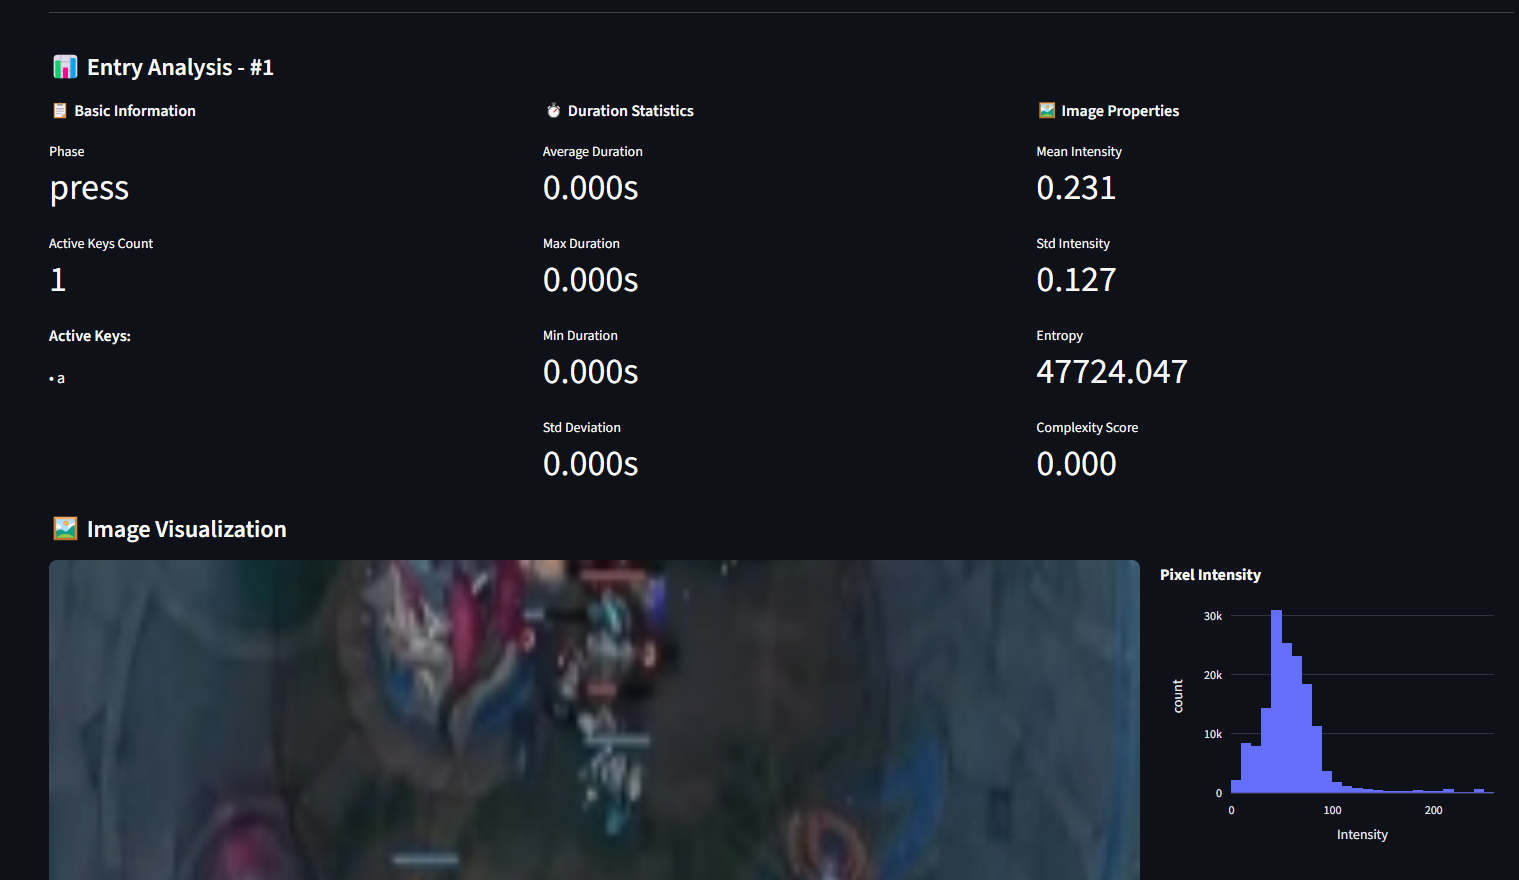 Entry Analysis - #1
Basic Information
Phase
press
Active Keys Count
1
Active Keys:
• a
Duration Statistics
Average Duration
0.000s
Max Duration
0.000s
Min Duration
0.000s
Std Deviation
0.000s
Image Properties
Mean Intensity
0.231
Std Intensity
0.127
Entropy
47724.047
Complexity Score
0.000
Image Visualization
Pixel Intensity
30k
20k
10k
0
count
0 100 200
Intensity